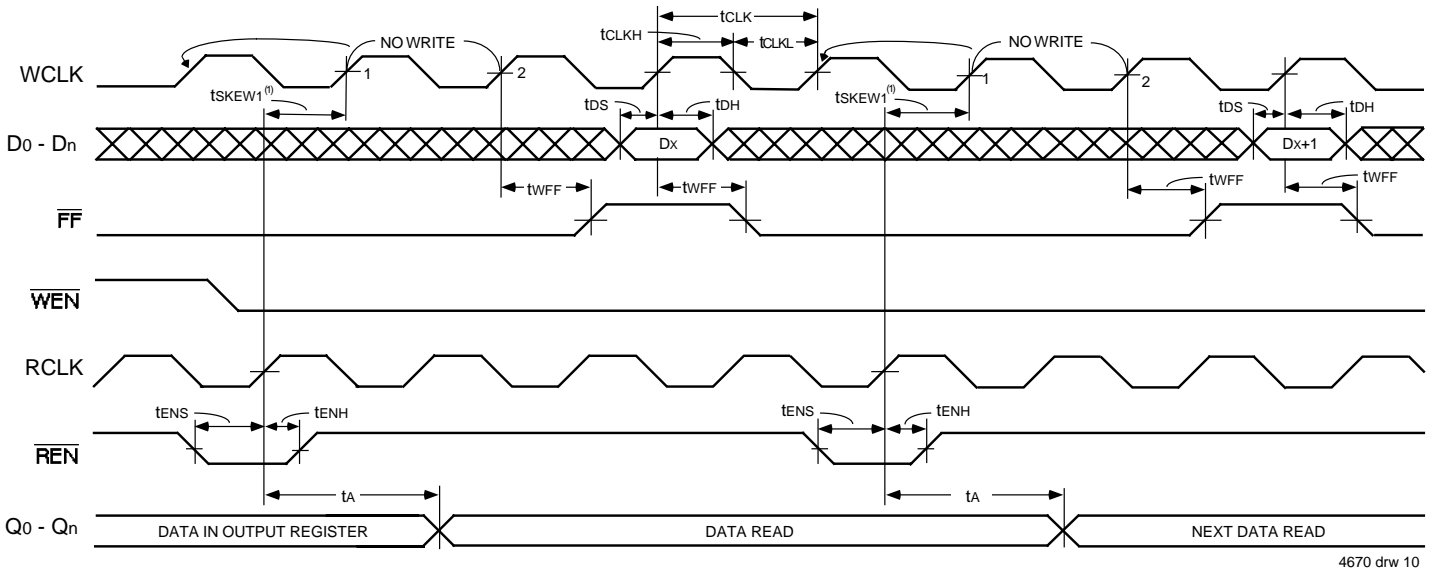 tCLK
tCLKH
tCLKL
NO WRITE
NO WRITE
WCLK
1
2
1
2
tSKEW1(1)
tSKEW1(1)
tDS
tDH
tDS
tDH
D0 - Dn
DX
DX+1
tWFF
tWFF
tWFF
tWFF
FF
WEN
RCLK
tENS
tENH
tENS
tENH
REN
tA
tA
Q0 - Qn
DATA IN OUTPUT REGISTER
DATA READ
NEXT DATA READ
4670 drw 10